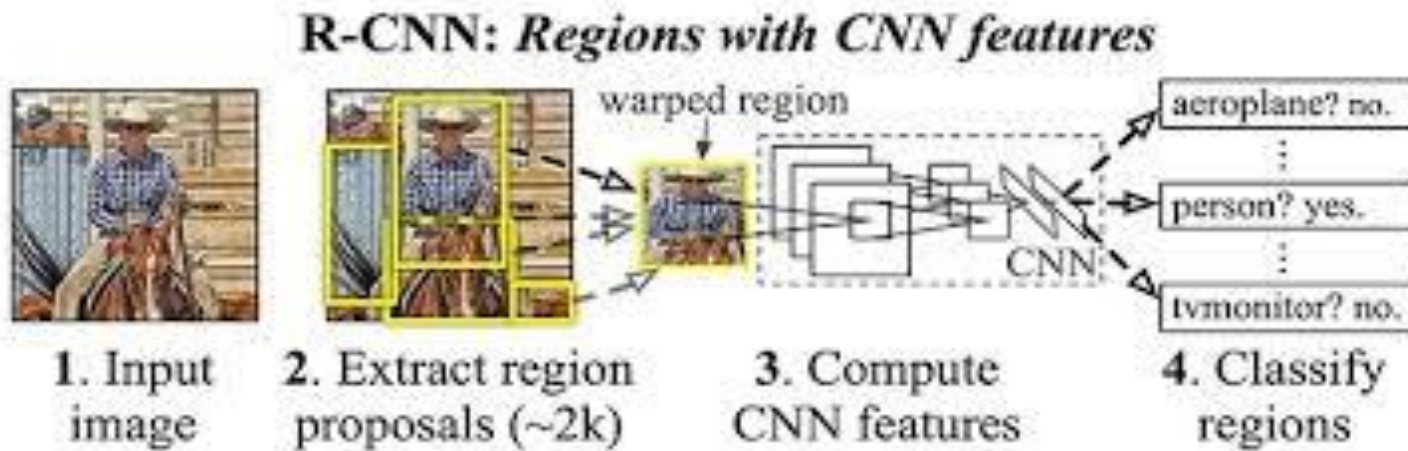 R-CNN: Regions with CNN features
warped region
aeroplane? no.
person? yes.
CNN
tvmonitor? no.
1. Input
image
2. Extract region
proposals (~2k)
3. Compute
CNN features
4. Classify
regions